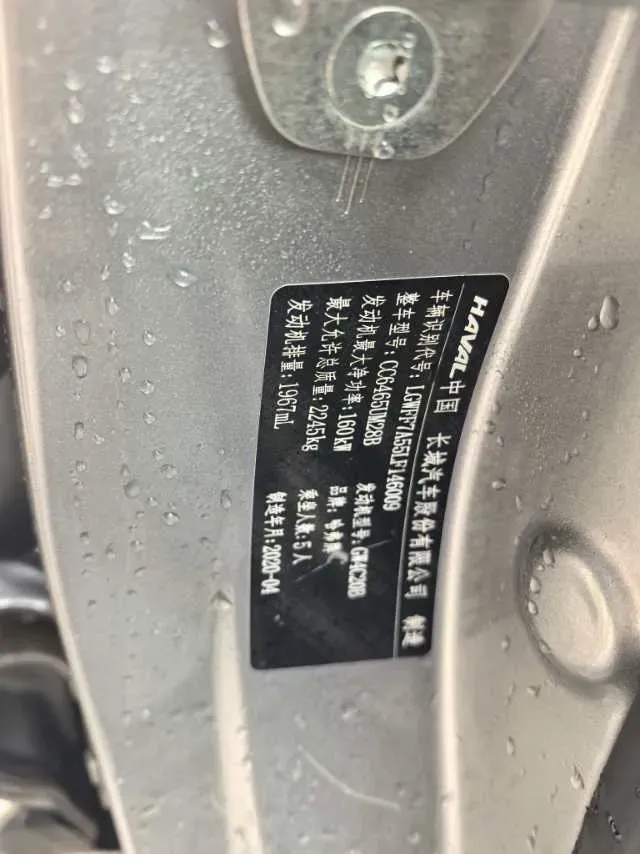 HAVAL 中国 长城汽车股份有限公司 制造
车辆识别代号:LGWFF7A55LF146009
整车型号:CC6465UM28B 发动机型号:GW4C20B
发动机最大净功率:160kW 品牌:哈弗牌
最大允许总质量:2245kg 乘坐人数:5人
发动机排量:1967mL 制造年月:2020-04